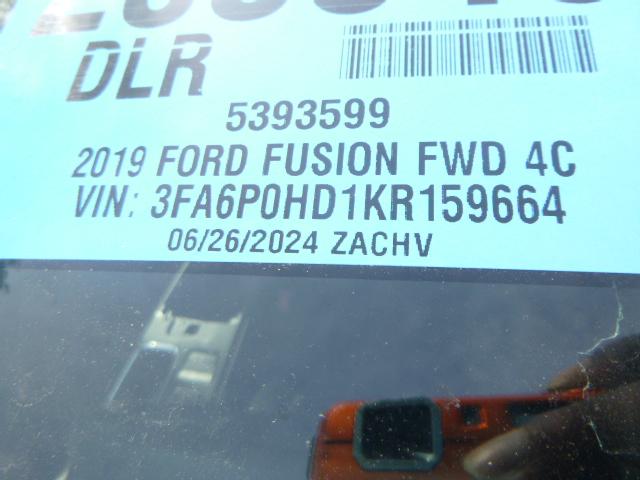 DLR
5393599
2019 FORD FUSION FWD 4C
VIN: 3FA6P0HD1KR159664
06/26/2024 ZACHV